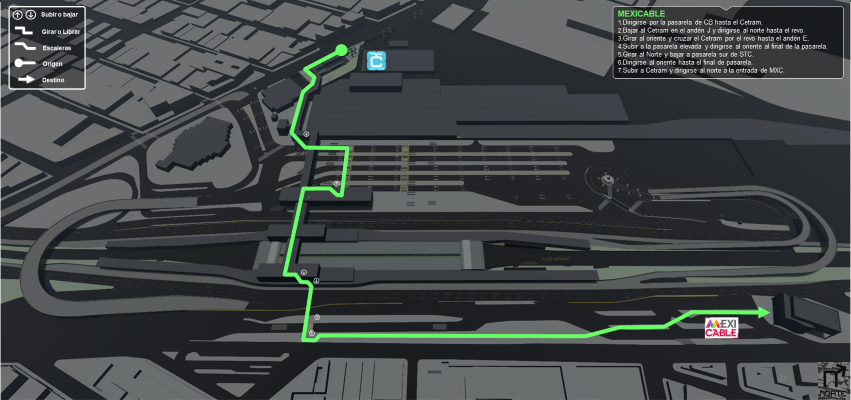 Subir o bajar
Girar o Librar
Escaleras
Origen
Destino
MEXICABLE
1.Dirigirse por la pasarela de CB hasta el Cetram.
2.Bajar al Cetram en el andén J y dirigirse al norte hasta el revo.
3.Girar al oriente y cruzar el Cetram por el revo hasta el andén E.
4.Subir a la pasarela elevada y dirigirse al oriente al final de la pasarela.
5.Girar al Norte y bajar a pasarela sur de STC.
6.Dirigirse al oriente hasta el final de pasarela.
7.Subir a Cetram y dirigirse al norte a la entrada de MXC.
MEXI
CABLE
NORTE